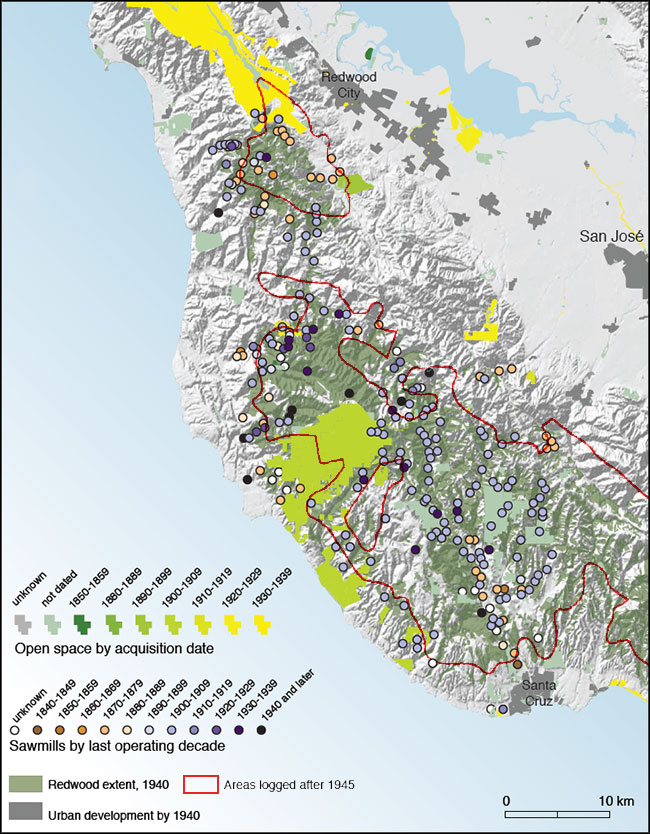 Redwood
City
San José
Santa
Cruz
unknown
not dated
1850-1859
1880-1889
1890-1899
1900-1909
1910-1919
1920-1929
1930-1939
Open space by acquisition date
unknown
1840-1849
1850-1859
1860-1869
1870-1879
1880-1889
1890-1899
1900-1909
1910-1919
1920-1929
1930-1939
1940 and later
Sawmills by last operating decade
Redwood extent, 1940
Areas logged after 1945
Urban development by 1940
0 10 km